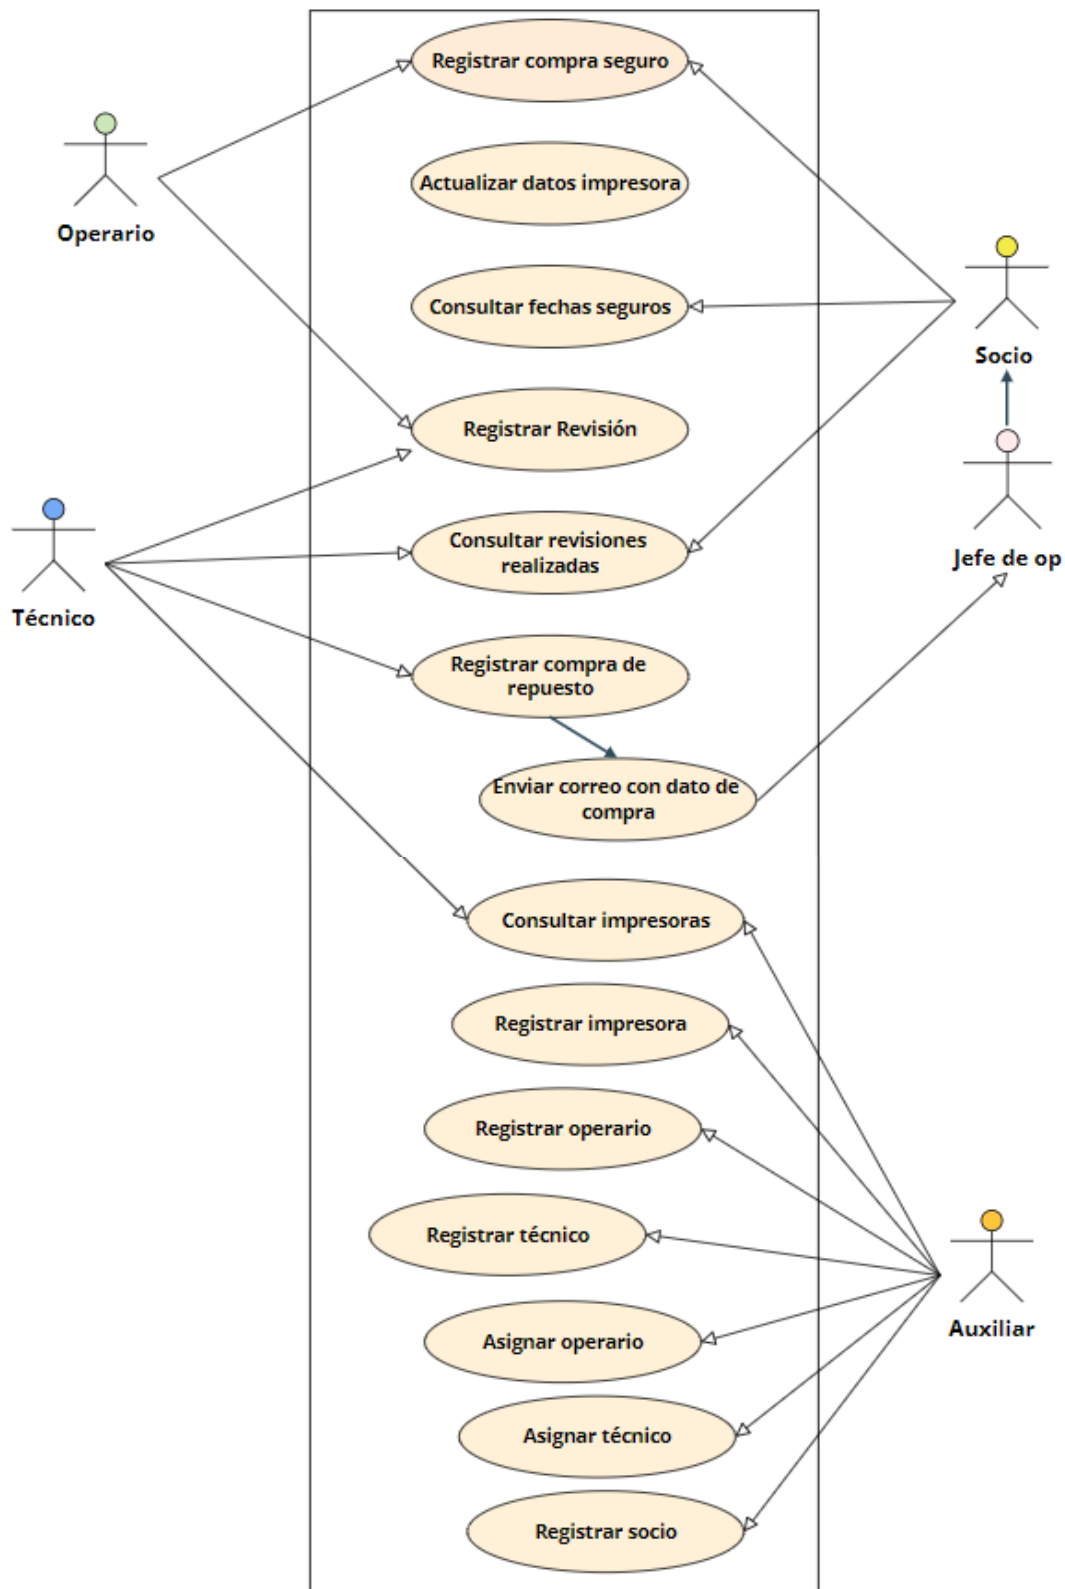 Registrar compra seguro
Actualizar datos impresora
Operario
Consultar fechas seguros
Socio
Registrar Revisión
Consultar revisiones
realizadas
Jefe de op
Técnico
Registrar compra de
repuesto
Enviar correo con dato de
compra
Consultar impresoras
Registrar impresora
Registrar operario
Registrar técnico
Asignar operario
Auxiliar
Asignar técnico
Registrar socio